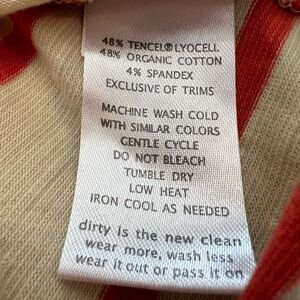 48% TENCEL® LYOCELL
48% ORGANIC COTTON
4% SPANDEX
EXCLUSIVE OF TRIMS
MACHINE WASH COLD
WITH SIMILAR COLORS
GENTLE CYCLE
DO NOT BLEACH
TUMBLE DRY
LOW HEAT
IRON COOL AS NEEDED
dirty is the new clean
wear more, wash less
wear it out or pass it on